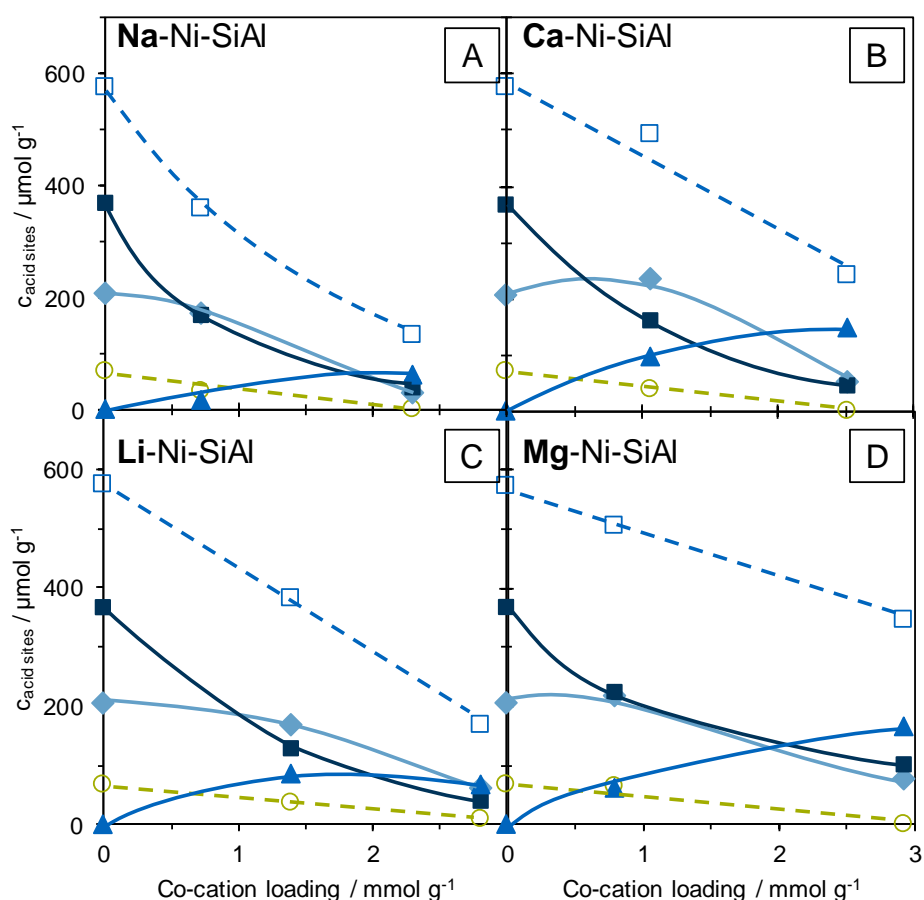 Na-Ni-SiAl
A
Ca-Ni-SiAl
B
600
400
200
0
c_acid sites / µmol g⁻¹
Li-Ni-SiAl
C
Mg-Ni-SiAl
D
600
400
200
0
c_acid sites / µmol g⁻¹
0 1 2
0 1 2 3
Co-cation loading / mmol g⁻¹
Co-cation loading / mmol g⁻¹